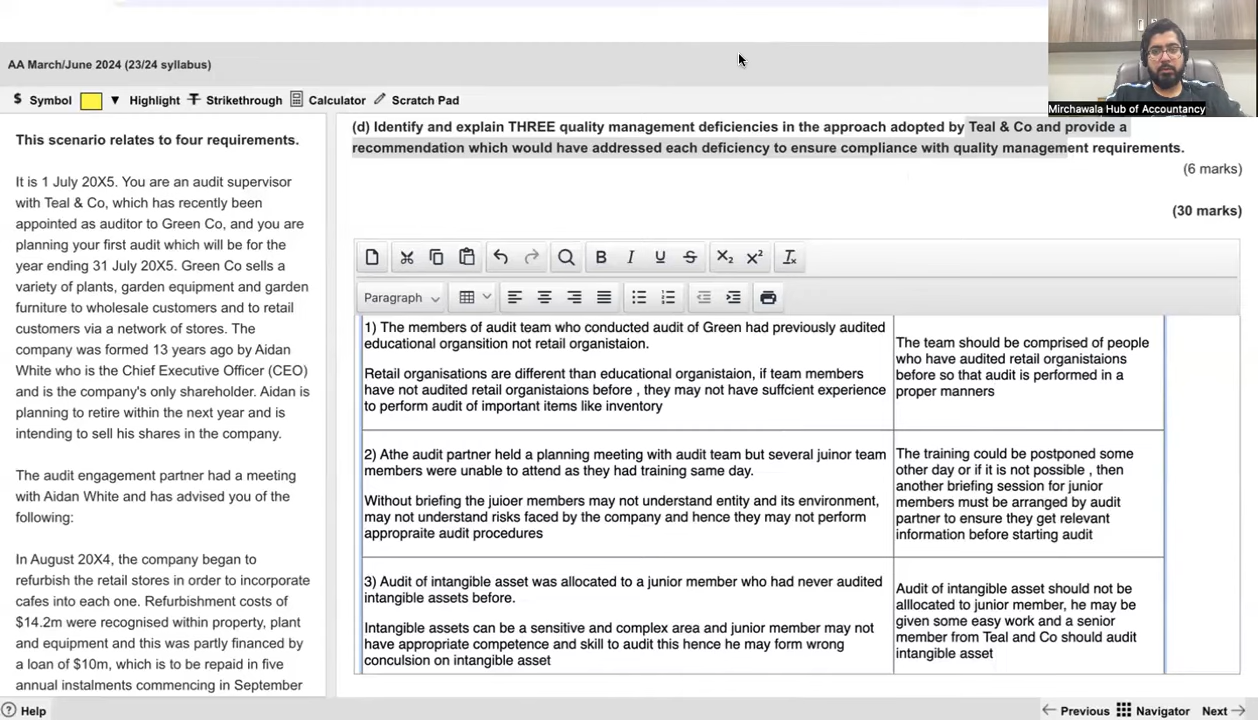 AA March/June 2024 (23/24 syllabus)
Mirchawala Hub of Accountancy
$ Symbol Highlight T Strikethrough Calculator Scratch Pad
This scenario relates to four requirements.
It is 1 July 20X5. You are an audit supervisor
with Teal & Co, which has recently been
appointed as auditor to Green Co, and you are
planning your first audit which will be for the
year ending 31 July 20X5. Green Co sells a
variety of plants, garden equipment and garden
furniture to wholesale customers and to retail
customers via a network of stores. The
company was formed 13 years ago by Aidan
White who is the Chief Executive Officer (CEO)
and is the company's only shareholder. Aidan is
planning to retire within the next year and is
intending to sell his shares in the company.
The audit engagement partner had a meeting
with Aidan White and has advised you of the
following:
In August 20X4, the company began to
refurbish the retail stores in order to incorporate
cafes into each one. Refurbishment costs of
$14.2m were recognised within property, plant
and equipment and this was partly financed by
a loan of $10m, which is to be repaid in five
annual instalments commencing in September
(d) Identify and explain THREE quality management deficiencies in the approach adopted by Teal & Co and provide a
recommendation which would have addressed each deficiency to ensure compliance with quality management requirements.
(6 marks)
(30 marks)
B I U S X₂ X² Ix
Paragraph
1) The members of audit team who conducted audit of Green had previously audited
educational organsition not retail organistaion.
Retail organisations are different than educational organistaion, if team members
have not audited retail organistaions before , they may not have suffcient experience
to perform audit of important items like inventory
The team should be comprised of people
who have audited retail organistaions
before so that audit is performed in a
proper manners
2) Athe audit partner held a planning meeting with audit team but several juinor team
members were unable to attend as they had training same day.
Without briefing the juioer members may not understand entity and its environment,
may not understand risks faced by the company and hence they may not perform
appropraite audit procedures
The training could be postponed some
other day or if it is not possible , then
another briefing session for junior
members must be arranged by audit
partner to ensure they get relevant
information before starting audit
3) Audit of intangible asset was allocated to a junior member who had never audited
intangible assets before.
Intangible assets can be a sensitive and complex area and junior member may not
have appropriate competence and skill to audit this hence he may form wrong
conculsion on intangible asset
Audit of intangible asset should not be
alllocated to junior member, he may be
given some easy work and a senior
member from Teal and Co should audit
intangible asset
Help
Previous Navigator Next